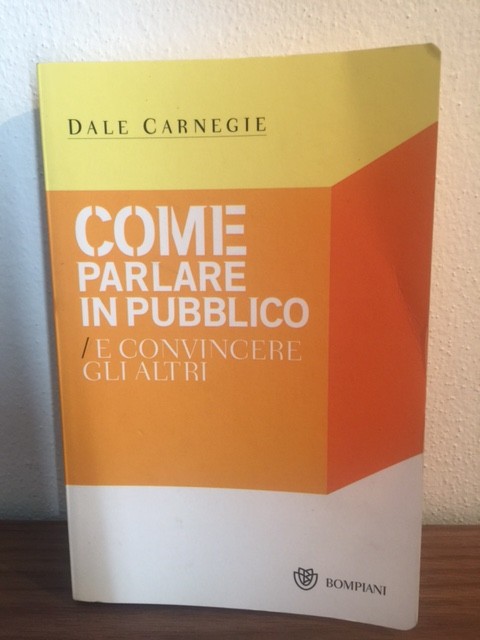 DALE CARNEGIE
COME
PARLARE
IN PUBBLICO
/ E CONVINCERE
GLI ALTRI
BOMPIANI